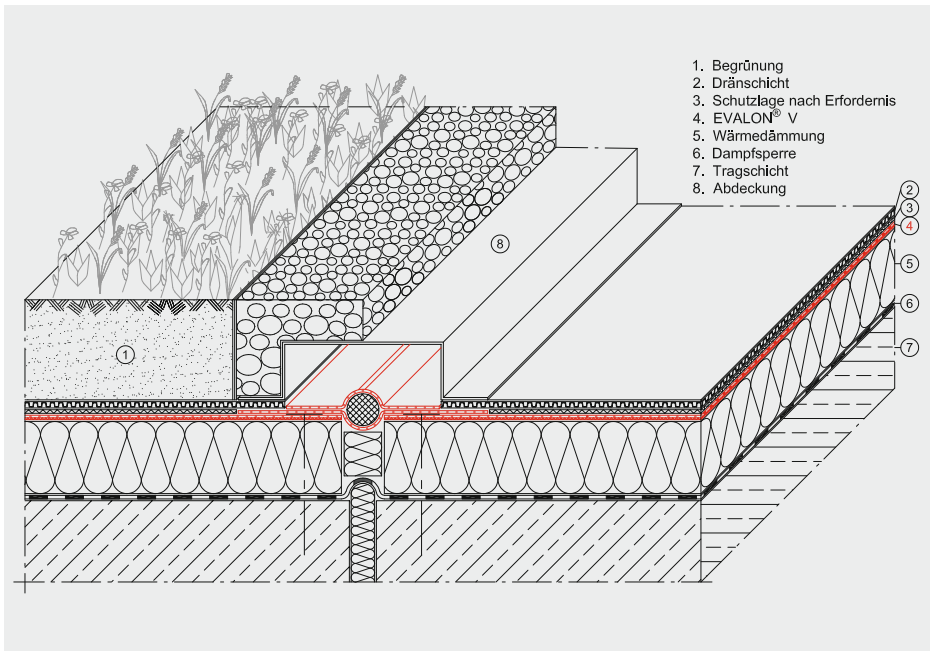 1. Begrünung
2. Dränschicht
3. Schutzlage nach Erfordernis
4. EVALON® V
5. Wärmedämmung
6. Dampfsperre
7. Tragschicht
8. Abdeckung
2
3
4
8
5
6
7
1